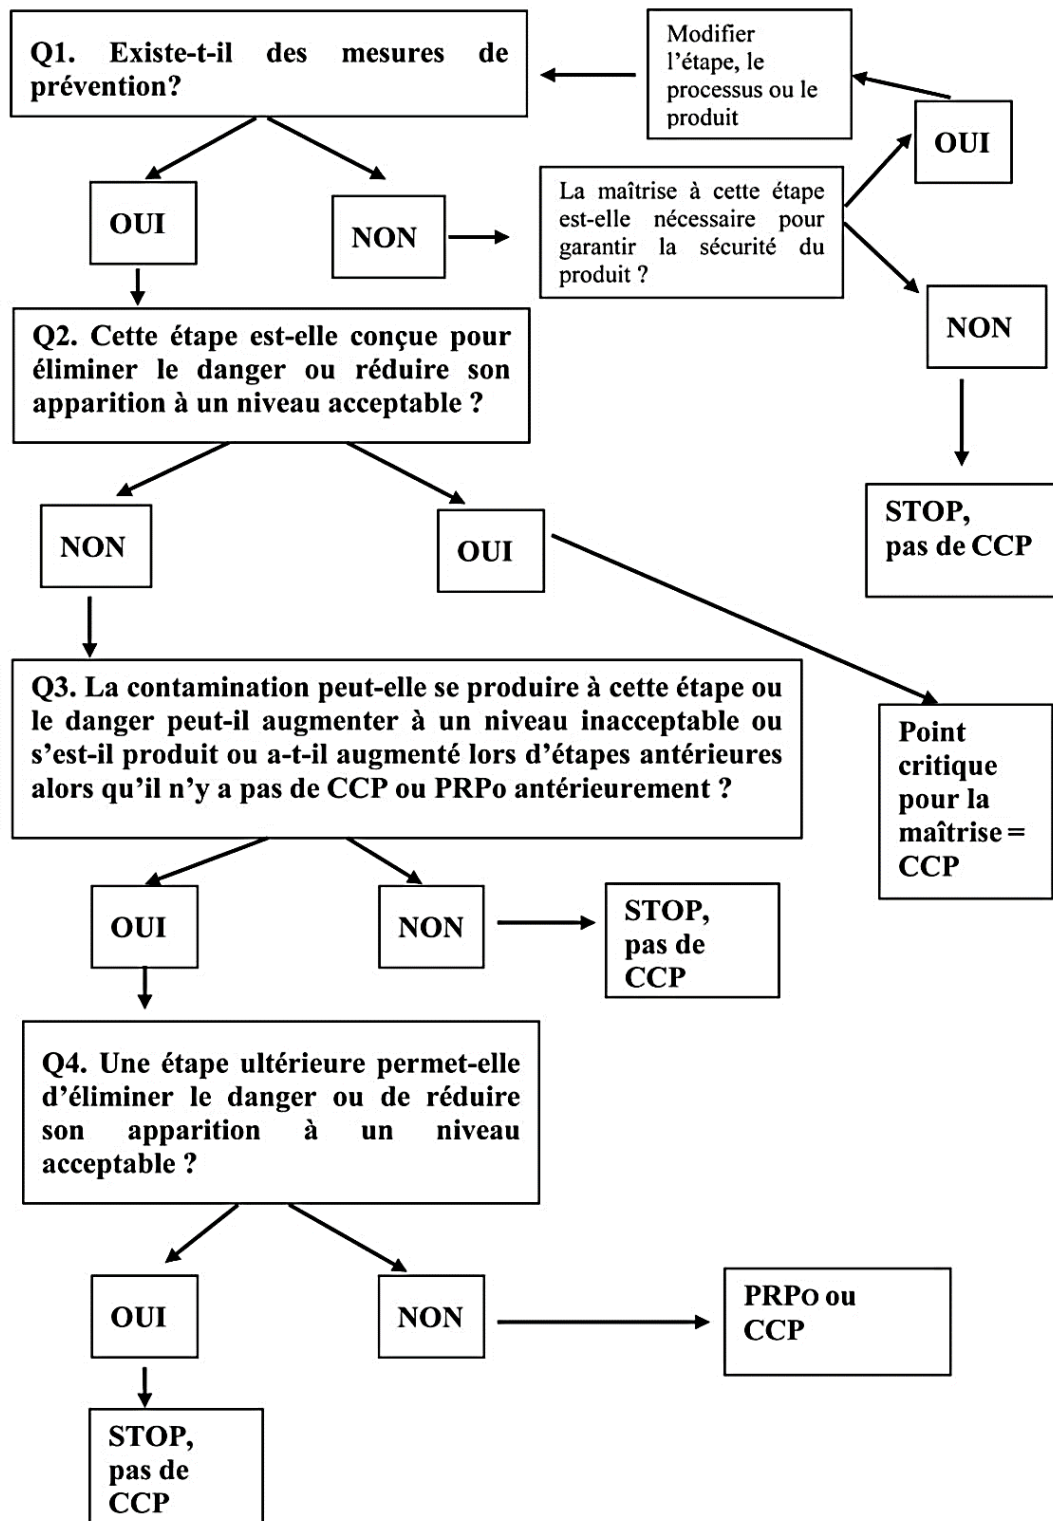 Q1. Existe-t-il des mesures de
prévention?
Modifier
l'étape, le
processus ou le
produit
OUI
OUI
NON
La maîtrise à cette étape
est-elle nécessaire pour
garantir la sécurité du
produit ?
NON
Q2. Cette étape est-elle conçue pour
éliminer le danger ou réduire son
apparition à un niveau acceptable ?
STOP,
pas de CCP
NON
OUI
Q3. La contamination peut-elle se produire à cette étape ou
le danger peut-il augmenter à un niveau inacceptable ou
s'est-il produit ou a-t-il augmenté lors d'étapes antérieures
alors qu'il n'y a pas de CCP ou PRPo antérieurement ?
Point
critique
pour la
maîtrise =
CCP
OUI
NON
STOP,
pas de
CCP
Q4. Une étape ultérieure permet-elle
d'éliminer le danger ou de réduire
son apparition à un niveau
acceptable ?
OUI
NON
PRPO ou
CCP
STOP,
pas de
CCP